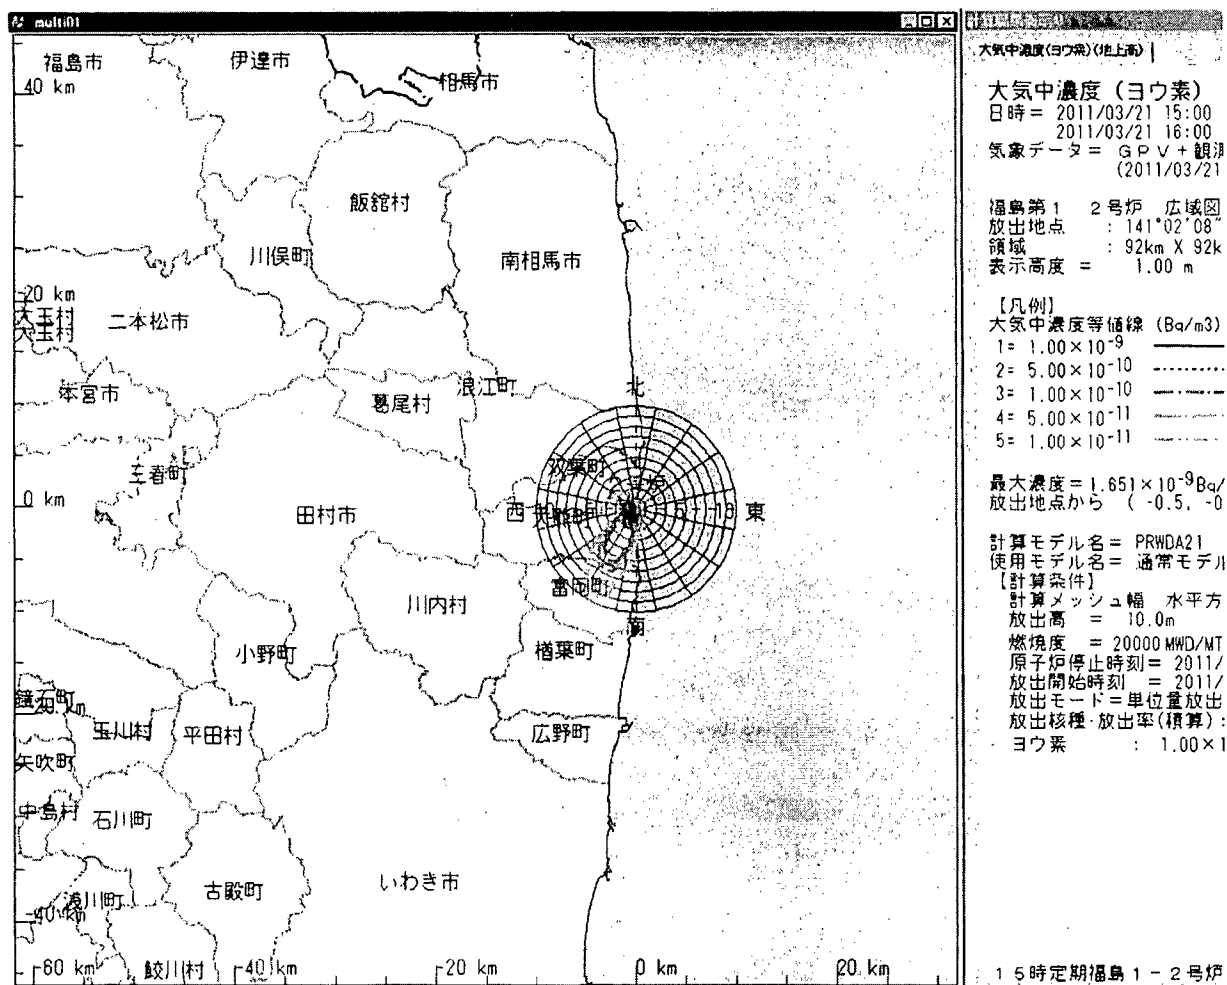 multi01
福島市
伊達市
相馬市
40 km
飯舘村
川俣町
南相馬市
20 km
大玉村
大玉村
二本松市
本宮市
浪江町
葛尾村
北
三春町
双葉町
0 km
田村市
西
東
富岡町
川内村
南
小野町
楢葉町
鏡石町
玉川村
平田村
広野町
矢吹町
中島村
石川町
いわき市
古殿町
浅川町
-40 km
鮫川村
-60 km
-40 km
-20 km
0 km
20 km
大気中濃度(ヨウ素)(地上高)
大気中濃度(ヨウ素)
日時= 2011/03/21 15:00
2011/03/21 16:00
気象データ= GPV+観測
(2011/03/21
福島第1 2号炉 広域図
放出地点 : 141°02'08"
領域 : 92km X 92k
表示高度 = 1.00 m
【凡例】
大気中濃度等値線 (Bq/m3)
1= 1.00×10⁻⁹
2= 5.00×10⁻¹⁰
3= 1.00×10⁻¹⁰
4= 5.00×10⁻¹¹
5= 1.00×10⁻¹¹
最大濃度=1.651×10⁻⁹Bq/
放出地点から ( -0.5, -0
計算モデル名= PRWDA21
使用モデル名= 通常モデル
【計算条件】
計算メッシュ幅 水平方
放出高 = 10.0m
燃焼度 = 20000MWD/MT
原子炉停止時刻= 2011/
放出開始時刻 = 2011/
放出モード=単位量放出
放出核種・放出率(積算):
ヨウ素 : 1.00×1
15時定期福島1-2号炉